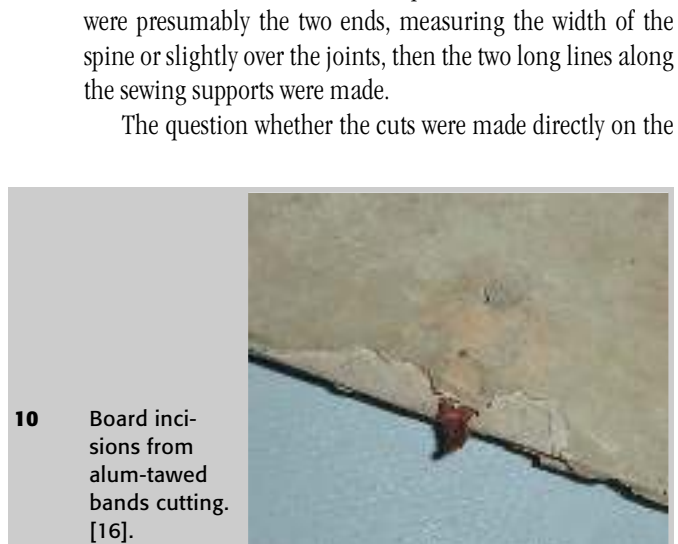 were presumably the two ends, measuring the width of the
spine or slightly over the joints, then the two long lines along
the sewing supports were made.
The question whether the cuts were made directly on the
10 Board inci-
sions from
alum-tawed
bands cutting.
[16].